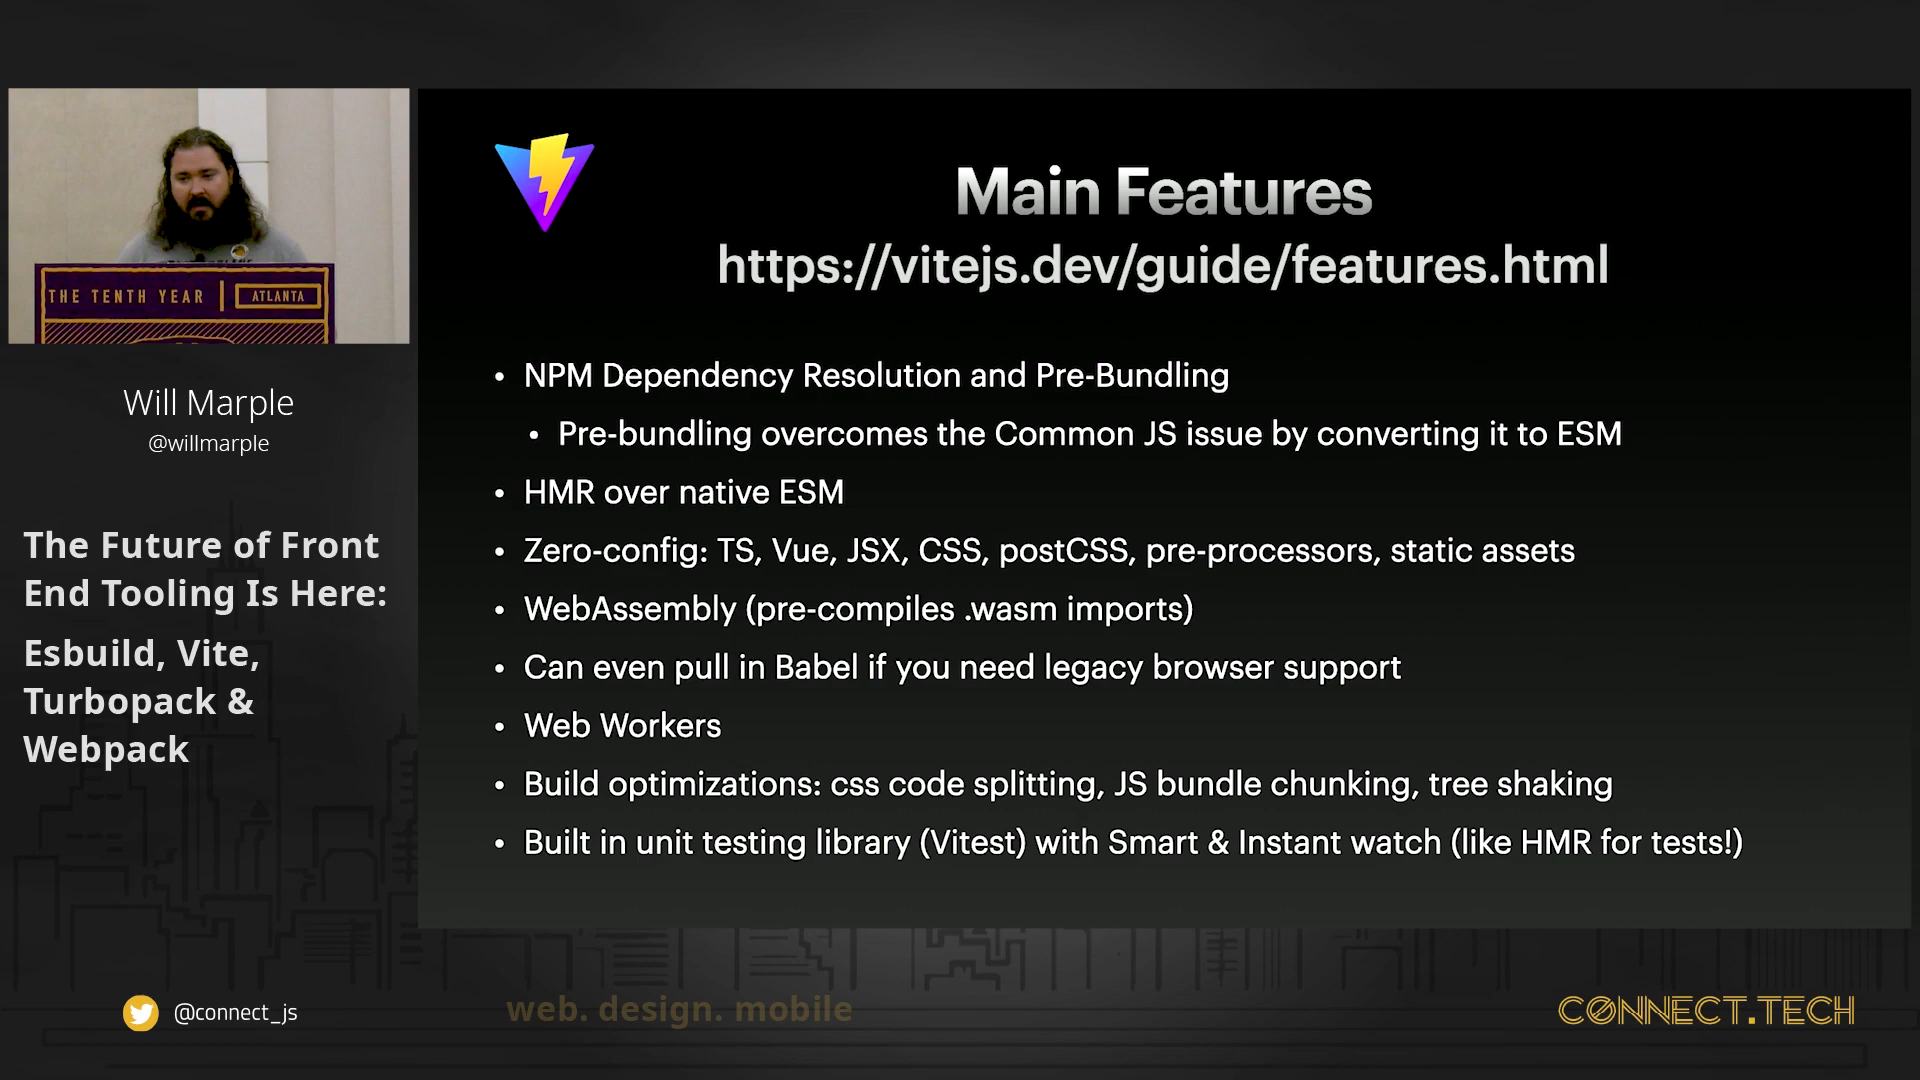 THE TENTH YEAR | ATLANTA
Will Marple
@willmarple
The Future of Front
End Tooling Is Here:
Esbuild, Vite,
Turbopack &
Webpack
Main Features
https://vitejs.dev/guide/features.html
• NPM Dependency Resolution and Pre-Bundling
• Pre-bundling overcomes the Common JS issue by converting it to ESM
• HMR over native ESM
• Zero-config: TS, Vue, JSX, CSS, postCSS, pre-processors, static assets
• WebAssembly (pre-compiles .wasm imports)
• Can even pull in Babel if you need legacy browser support
• Web Workers
• Build optimizations: css code splitting, JS bundle chunking, tree shaking
• Built in unit testing library (Vitest) with Smart & Instant watch (like HMR for tests!)
@connect_js
web. design. mobile
CONNECT.TECH